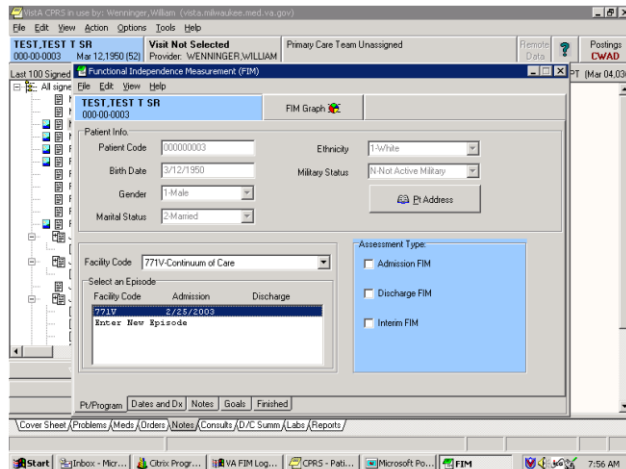 VistA CPRS in use by: Wenninger,William (vista.milwaukee.med.va.gov)
File Edit View Action Options Tools Help
TEST,TEST T SR
000-00-0003 Mar 12,1950 (52)
Visit Not Selected
Provider: WENNINGER,WILLIAM
Primary Care Team Unassigned
Remote Data
?
Postings
CWAD
Last 100 Signed
PT (Mar 04,03
All signe
Functional Independence Measurement (FIM)
File Edit View Help
TEST,TEST T SR
000-00-0003
FIM Graph
Patient Info.
Patient Code 000000003
Ethnicity 1-White
Birth Date 3/12/1950
Military Status N-Not Active Military
Gender 1-Male
Pt Address
Marital Status 2-Married
Facility Code 771V-Continuum of Care
Select an Episode
Facility Code Admission Discharge
771V 2/25/2003
Enter New Episode
Assessment Type:
Admission FIM
Discharge FIM
Interim FIM
Pt/Program Dates and Dx Notes Goals Finished
Cover Sheet Problems Meds Orders Notes Consults D/C Summ Labs Reports
Start Inbox - Micr... Citrix Progr... VA FIM Log... CPRS - Pati... Microsoft Po... FIM 7:56 AM